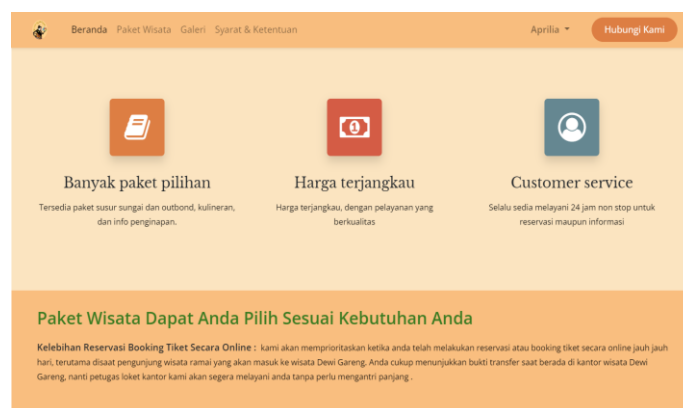 Beranda Paket Wisata Galeri Syarat & Ketentuan Aprilia Hubungi Kami
1
Banyak paket pilihan
Tersedia paket susur sungai dan outbond, kulineran,
dan info penginapan.
Harga terjangkau
Harga terjangkau, dengan pelayanan yang
berkualitas
Customer service
Selalu sedia melayani 24 jam non stop untuk
reservasi maupun informasi
Paket Wisata Dapat Anda Pilih Sesuai Kebutuhan Anda
Kelebihan Reservasi Booking Tiket Secara Online : kami akan memprioritaskan ketika anda telah melakukan reservasi atau booking tiket secara online jauh jauh
hari, terutama disaat pengunjung wisata ramai yang akan masuk ke wisata Dewi Gareng. Anda cukup menunjukkan bukti transfer saat berada di kantor wisata Dewi
Gareng, nanti petugas loket kantor kami akan segera melayani anda tanpa perlu mengantri panjang .